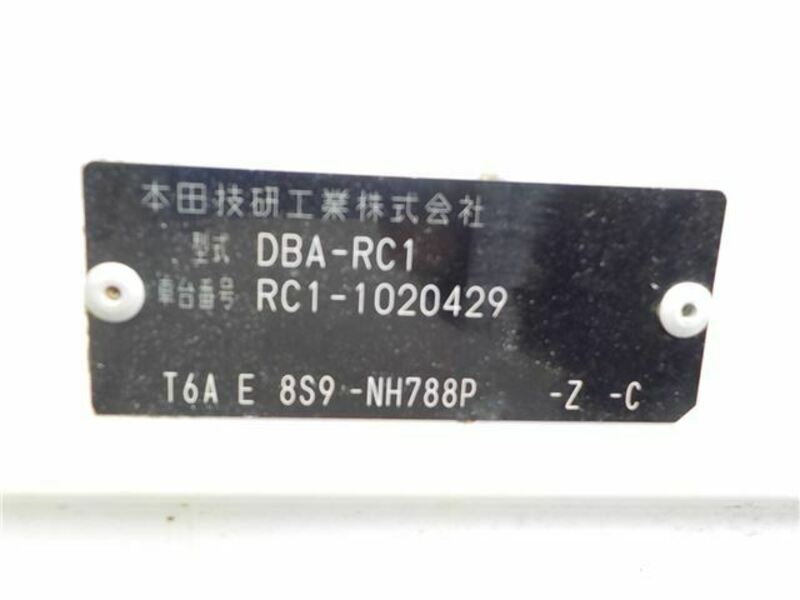 本田技研工業株式会社
型式 DBA-RC1
車台番号 RC1-1020429
T6A E 8S9 -NH788P -Z -C